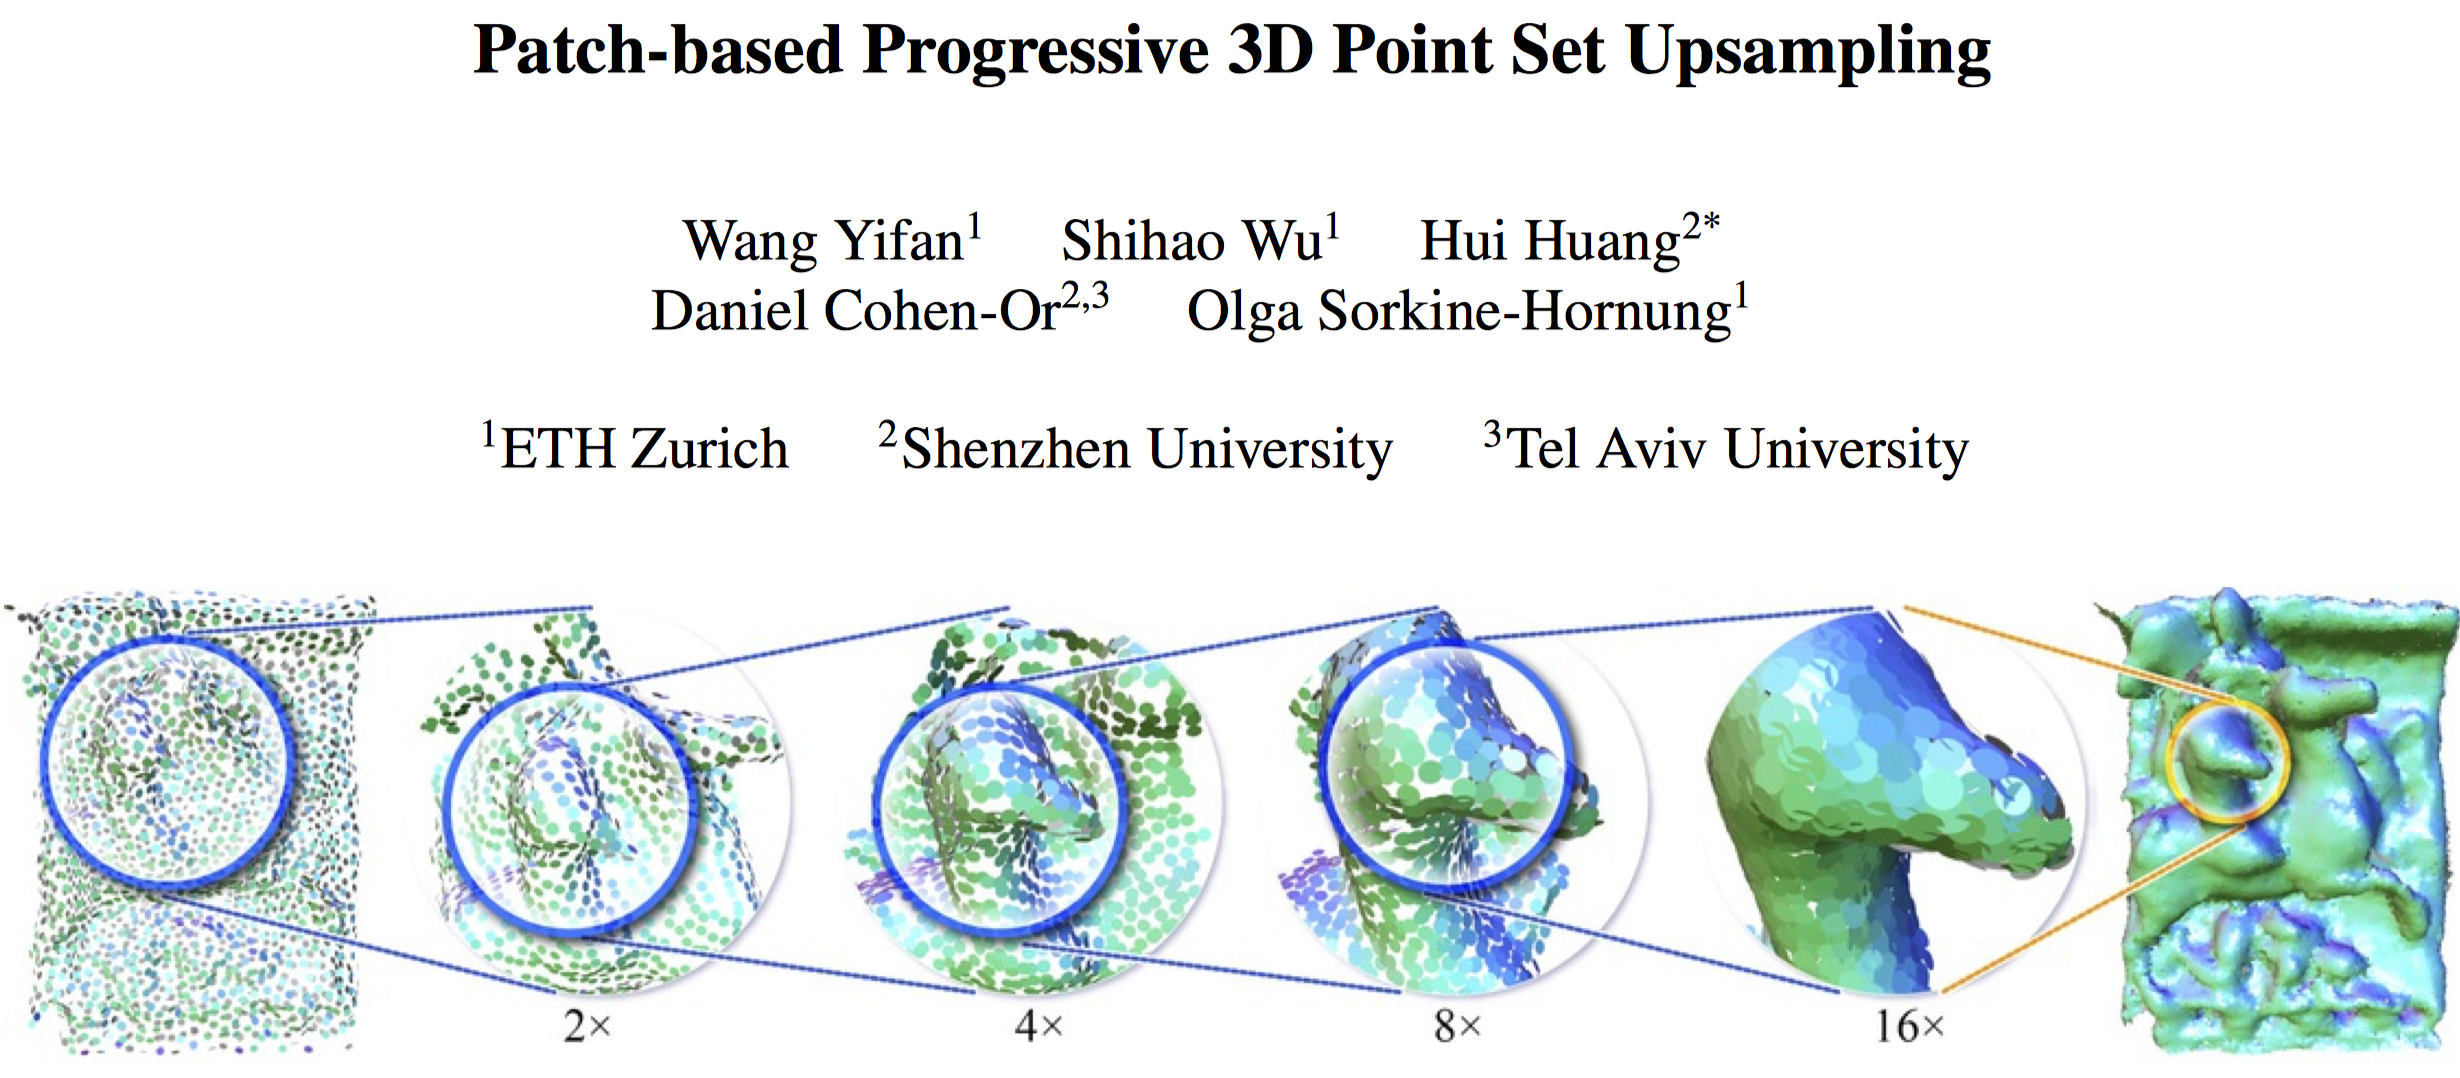 Patch-based Progressive 3D Point Set Upsampling
Wang Yifan¹ Shihao Wu¹ Hui Huang²*
Daniel Cohen-Or²,³ Olga Sorkine-Hornung¹
¹ETH Zurich ²Shenzhen University ³Tel Aviv University
2× 4× 8× 16×